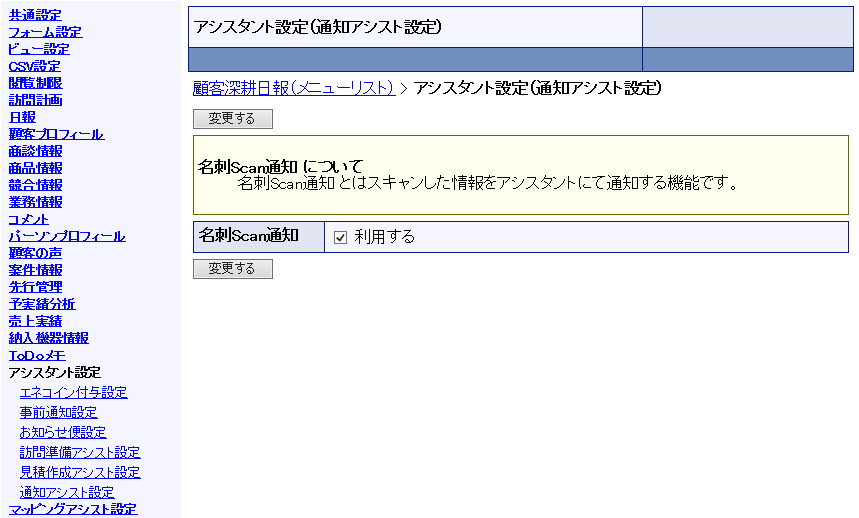 共通設定
フォーム設定
ビュー設定
CSV設定
閲覧制限
訪問計画
日報
顧客プロフィール
商談情報
商品情報
競合情報
業務情報
コメント
パーソンプロフィール
顧客の声
案件情報
先行管理
予実績分析
売上実績
納入機器情報
ToDoメモ
アシスタント設定
エネコイン付与設定
事前通知設定
お知らせ便設定
訪問準備アシスト設定
見積作成アシスト設定
通知アシスト設定
マッピングアシスト設定
アシスタント設定(通知アシスト設定)
顧客深耕日報(メニューリスト) > アシスタント設定(通知アシスト設定)
変更する
名刺Scan通知 について
名刺Scan通知 とはスキャンした情報をアシスタントにて通知する機能です。
名刺Scan通知 利用する
変更する